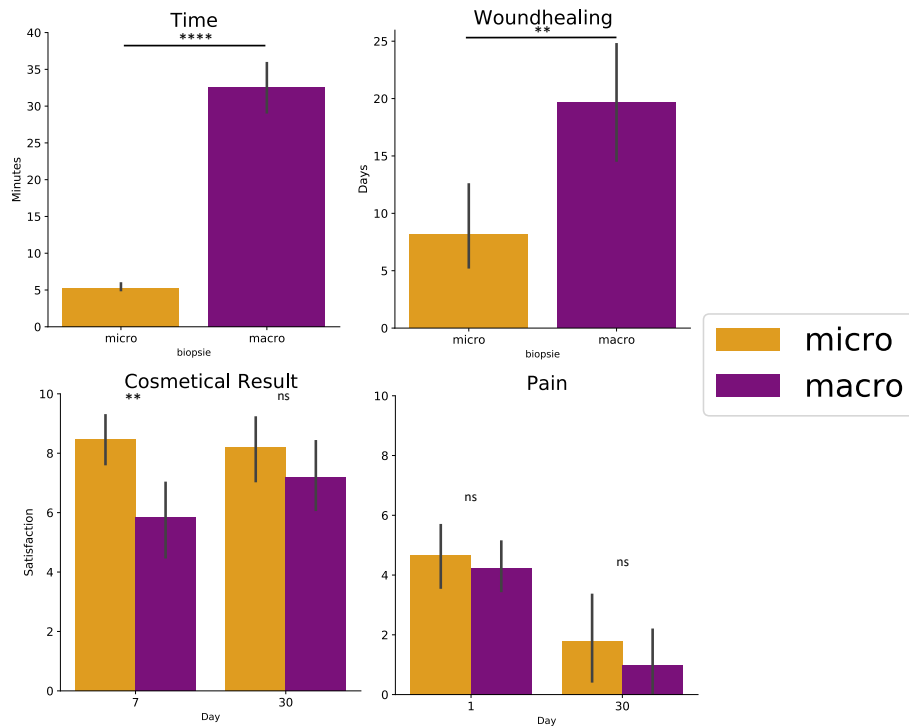 Time
****
Minutes
40
35
30
25
20
15
10
5
0
micro
macro
biopsie
Woundhealing
**
Days
25
20
15
10
5
0
micro
macro
biopsie
micro
macro
Cosmetical Result
**
ns
Satisfaction
10
8
6
4
2
0
7
30
Day
Pain
10
8
6
4
2
0
ns
ns
1
30
Day